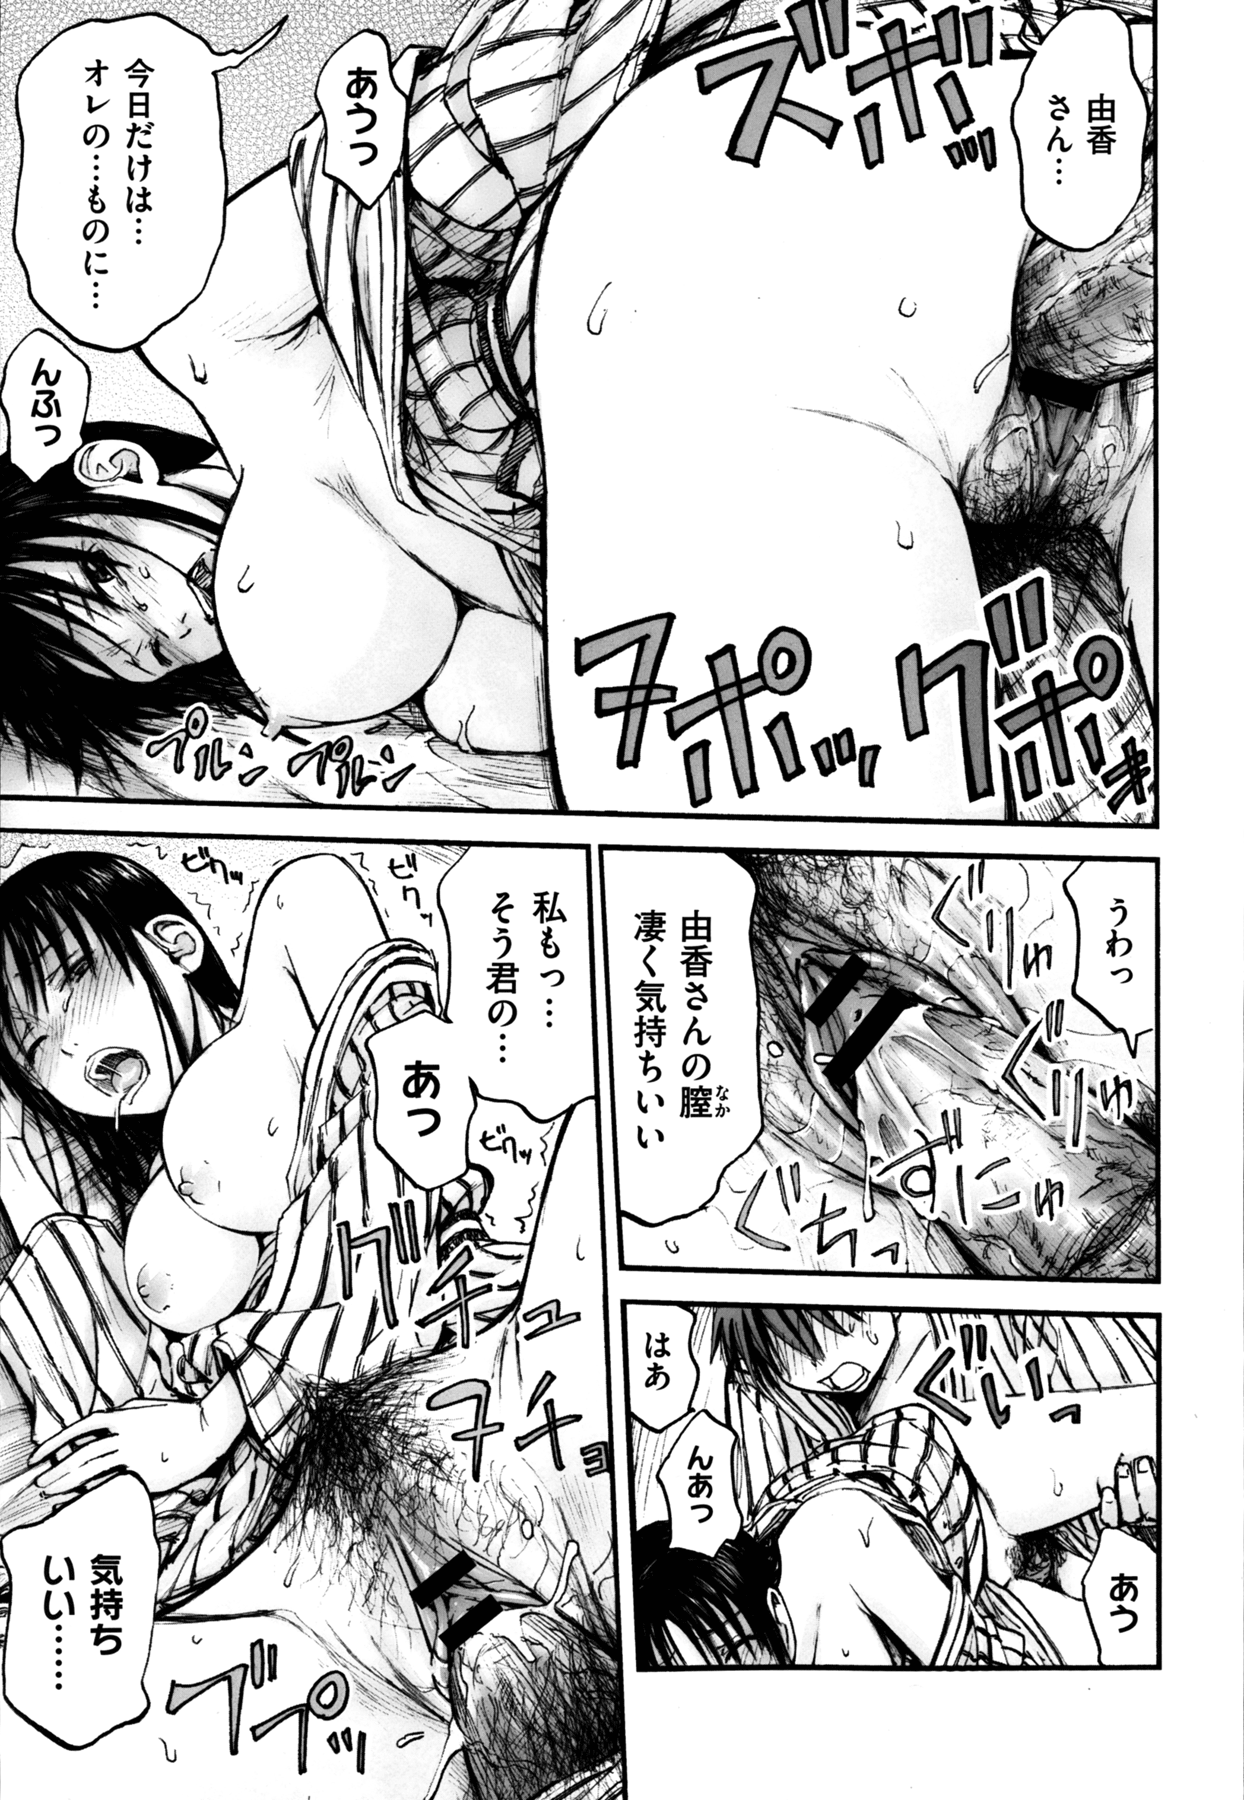 由香
さん…
ズボボッ
あうっ
今日だけは…
オレの…ものに…
んふっ
グポポ
ヌポポッ
プルン
プルン
うわっ
由香さんの膣
なか
凄く気持ちいい
ぐぐ
ずにゅ
ぐちっ
はあ
ぐいっ
んあっ
あう
私もっ…
そう君の…
あっ
ビクッ
ビクッ
ビクッ
グチュ
ヌチョ
ブプッ
気持ち
いい……